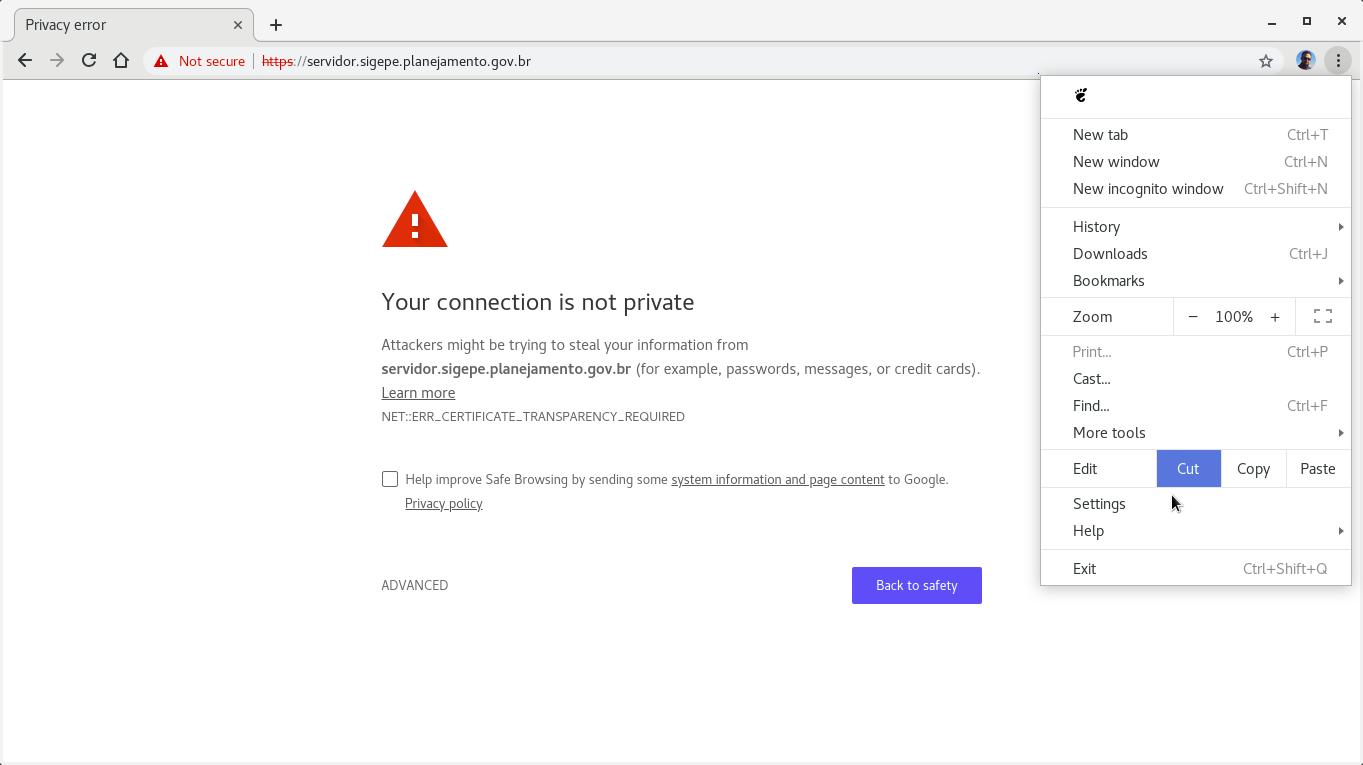 Privacy error
Not secure https://servidor.sigepe.planejamento.gov.br
New tab Ctrl+T
New window Ctrl+N
New incognito window Ctrl+Shift+N
History
Downloads Ctrl+J
Bookmarks
Zoom − 100% +
Print... Ctrl+P
Cast...
Find... Ctrl+F
More tools
Edit Cut Copy Paste
Settings
Help
Exit Ctrl+Shift+Q
Your connection is not private
Attackers might be trying to steal your information from
servidor.sigepe.planejamento.gov.br (for example, passwords, messages, or credit cards).
Learn more
NET::ERR_CERTIFICATE_TRANSPARENCY_REQUIRED
Help improve Safe Browsing by sending some system information and page content to Google.
Privacy policy
ADVANCED Back to safety